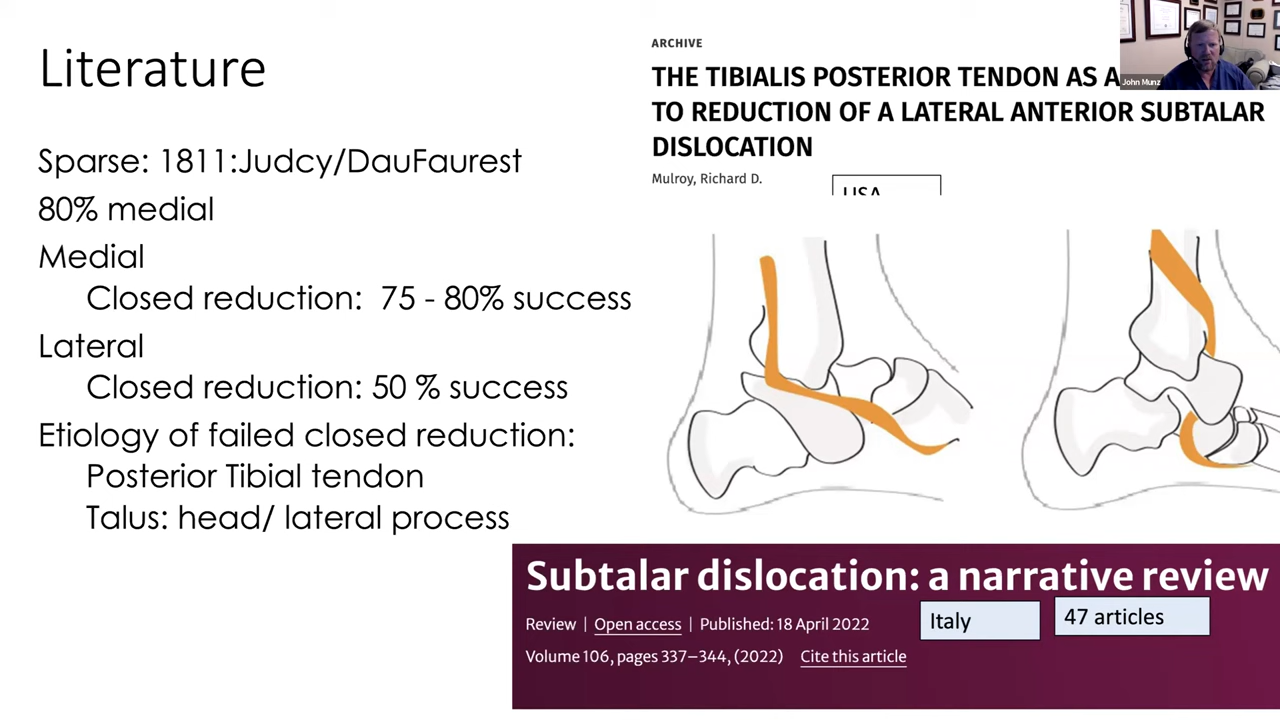 Literature
Sparse: 1811:Judcy/DauFaurest
80% medial
Medial
Closed reduction: 75 - 80% success
Lateral
Closed reduction: 50 % success
Etiology of failed closed reduction:
Posterior Tibial tendon
Talus: head/ lateral process
ARCHIVE
THE TIBIALIS POSTERIOR TENDON AS A
TO REDUCTION OF A LATERAL ANTERIOR SUBTALAR
DISLOCATION
Mulroy, Richard D.
USA
John Munz
Subtalar dislocation: a narrative review
Review | Open access | Published: 18 April 2022
Italy
47 articles
Volume 106, pages 337–344, (2022) Cite this article